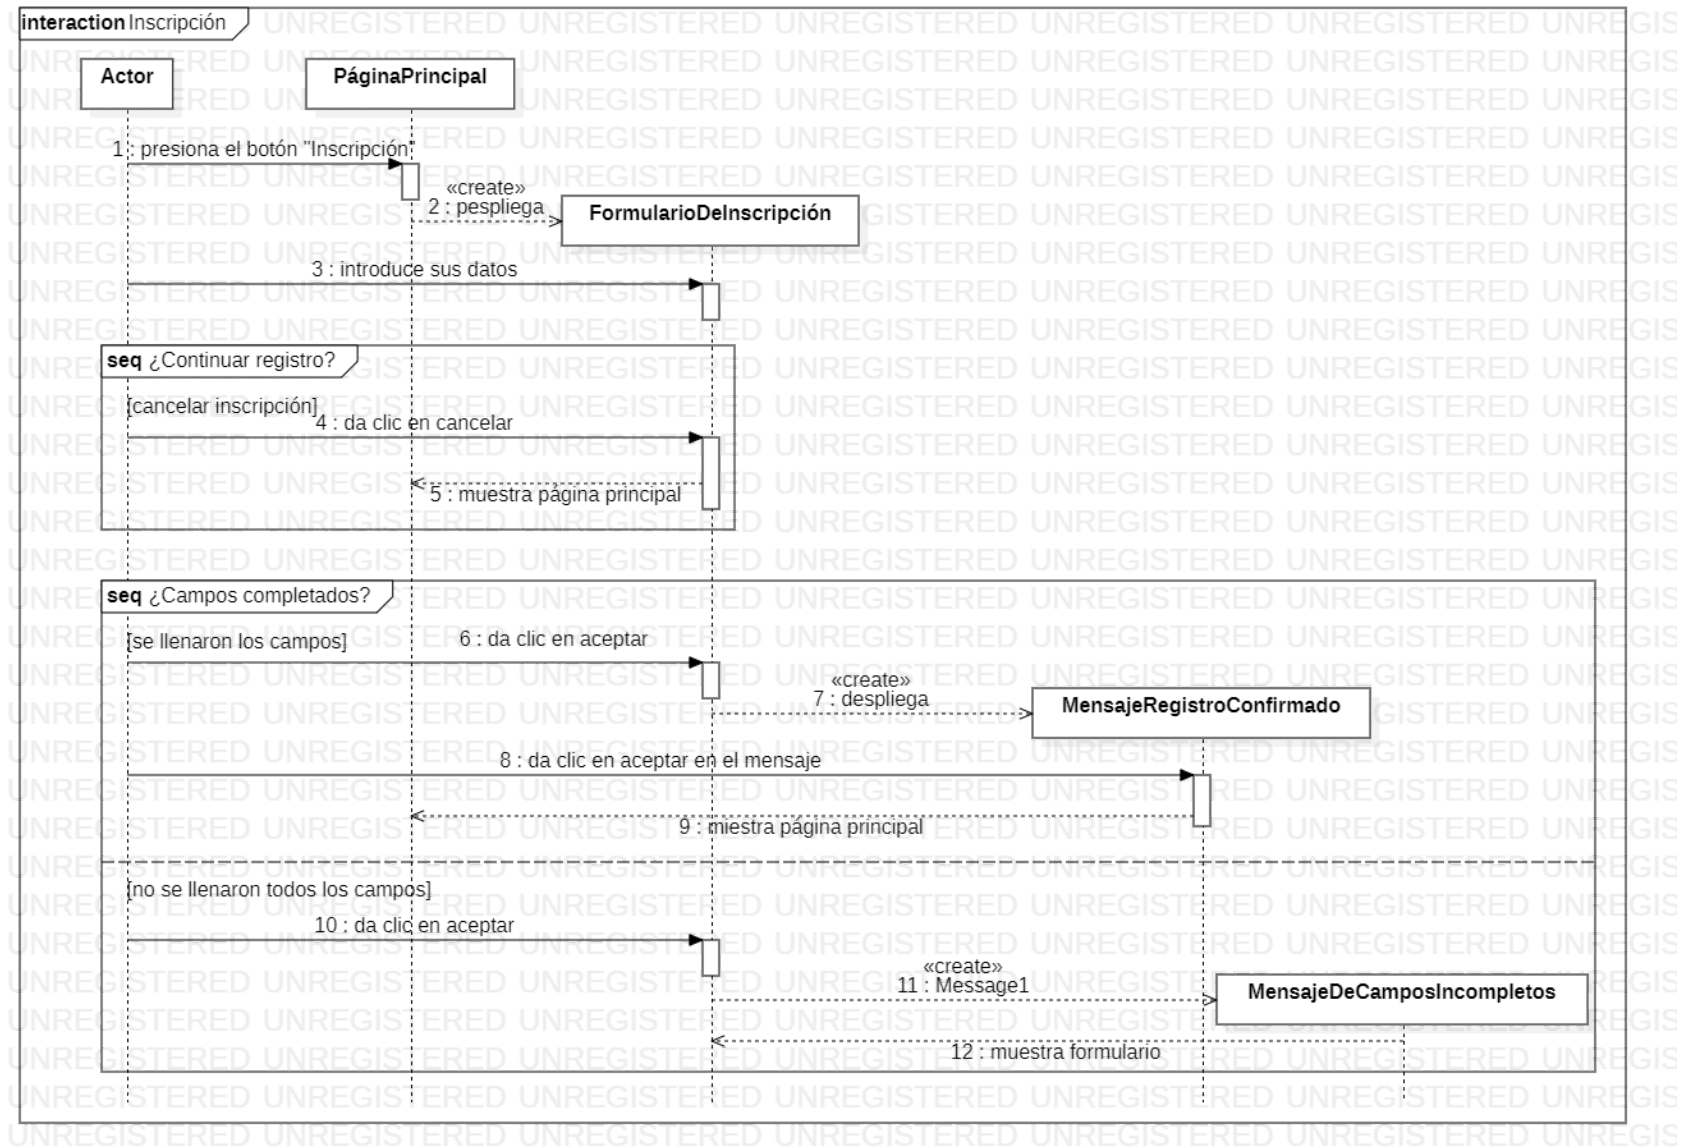 interaction Inscripción
Actor
PáginaPrincipal
1 : presiona el botón "Inscripción"
«create»
2 : pespliega
FormularioDeInscripción
3 : introduce sus datos
seq ¿Continuar registro?
[cancelar inscripción]
4 : da clic en cancelar
5 : muestra página principal
seq ¿Campos completados?
[se llenaron los campos]
6 : da clic en aceptar
«create»
7 : despliega
MensajeRegistroConfirmado
8 : da clic en aceptar en el mensaje
9 : miestra página principal
[no se llenaron todos los campos]
10 : da clic en aceptar
«create»
11 : Message1
MensajeDeCamposIncompletos
12 : muestra formulario
UNREGISTERED